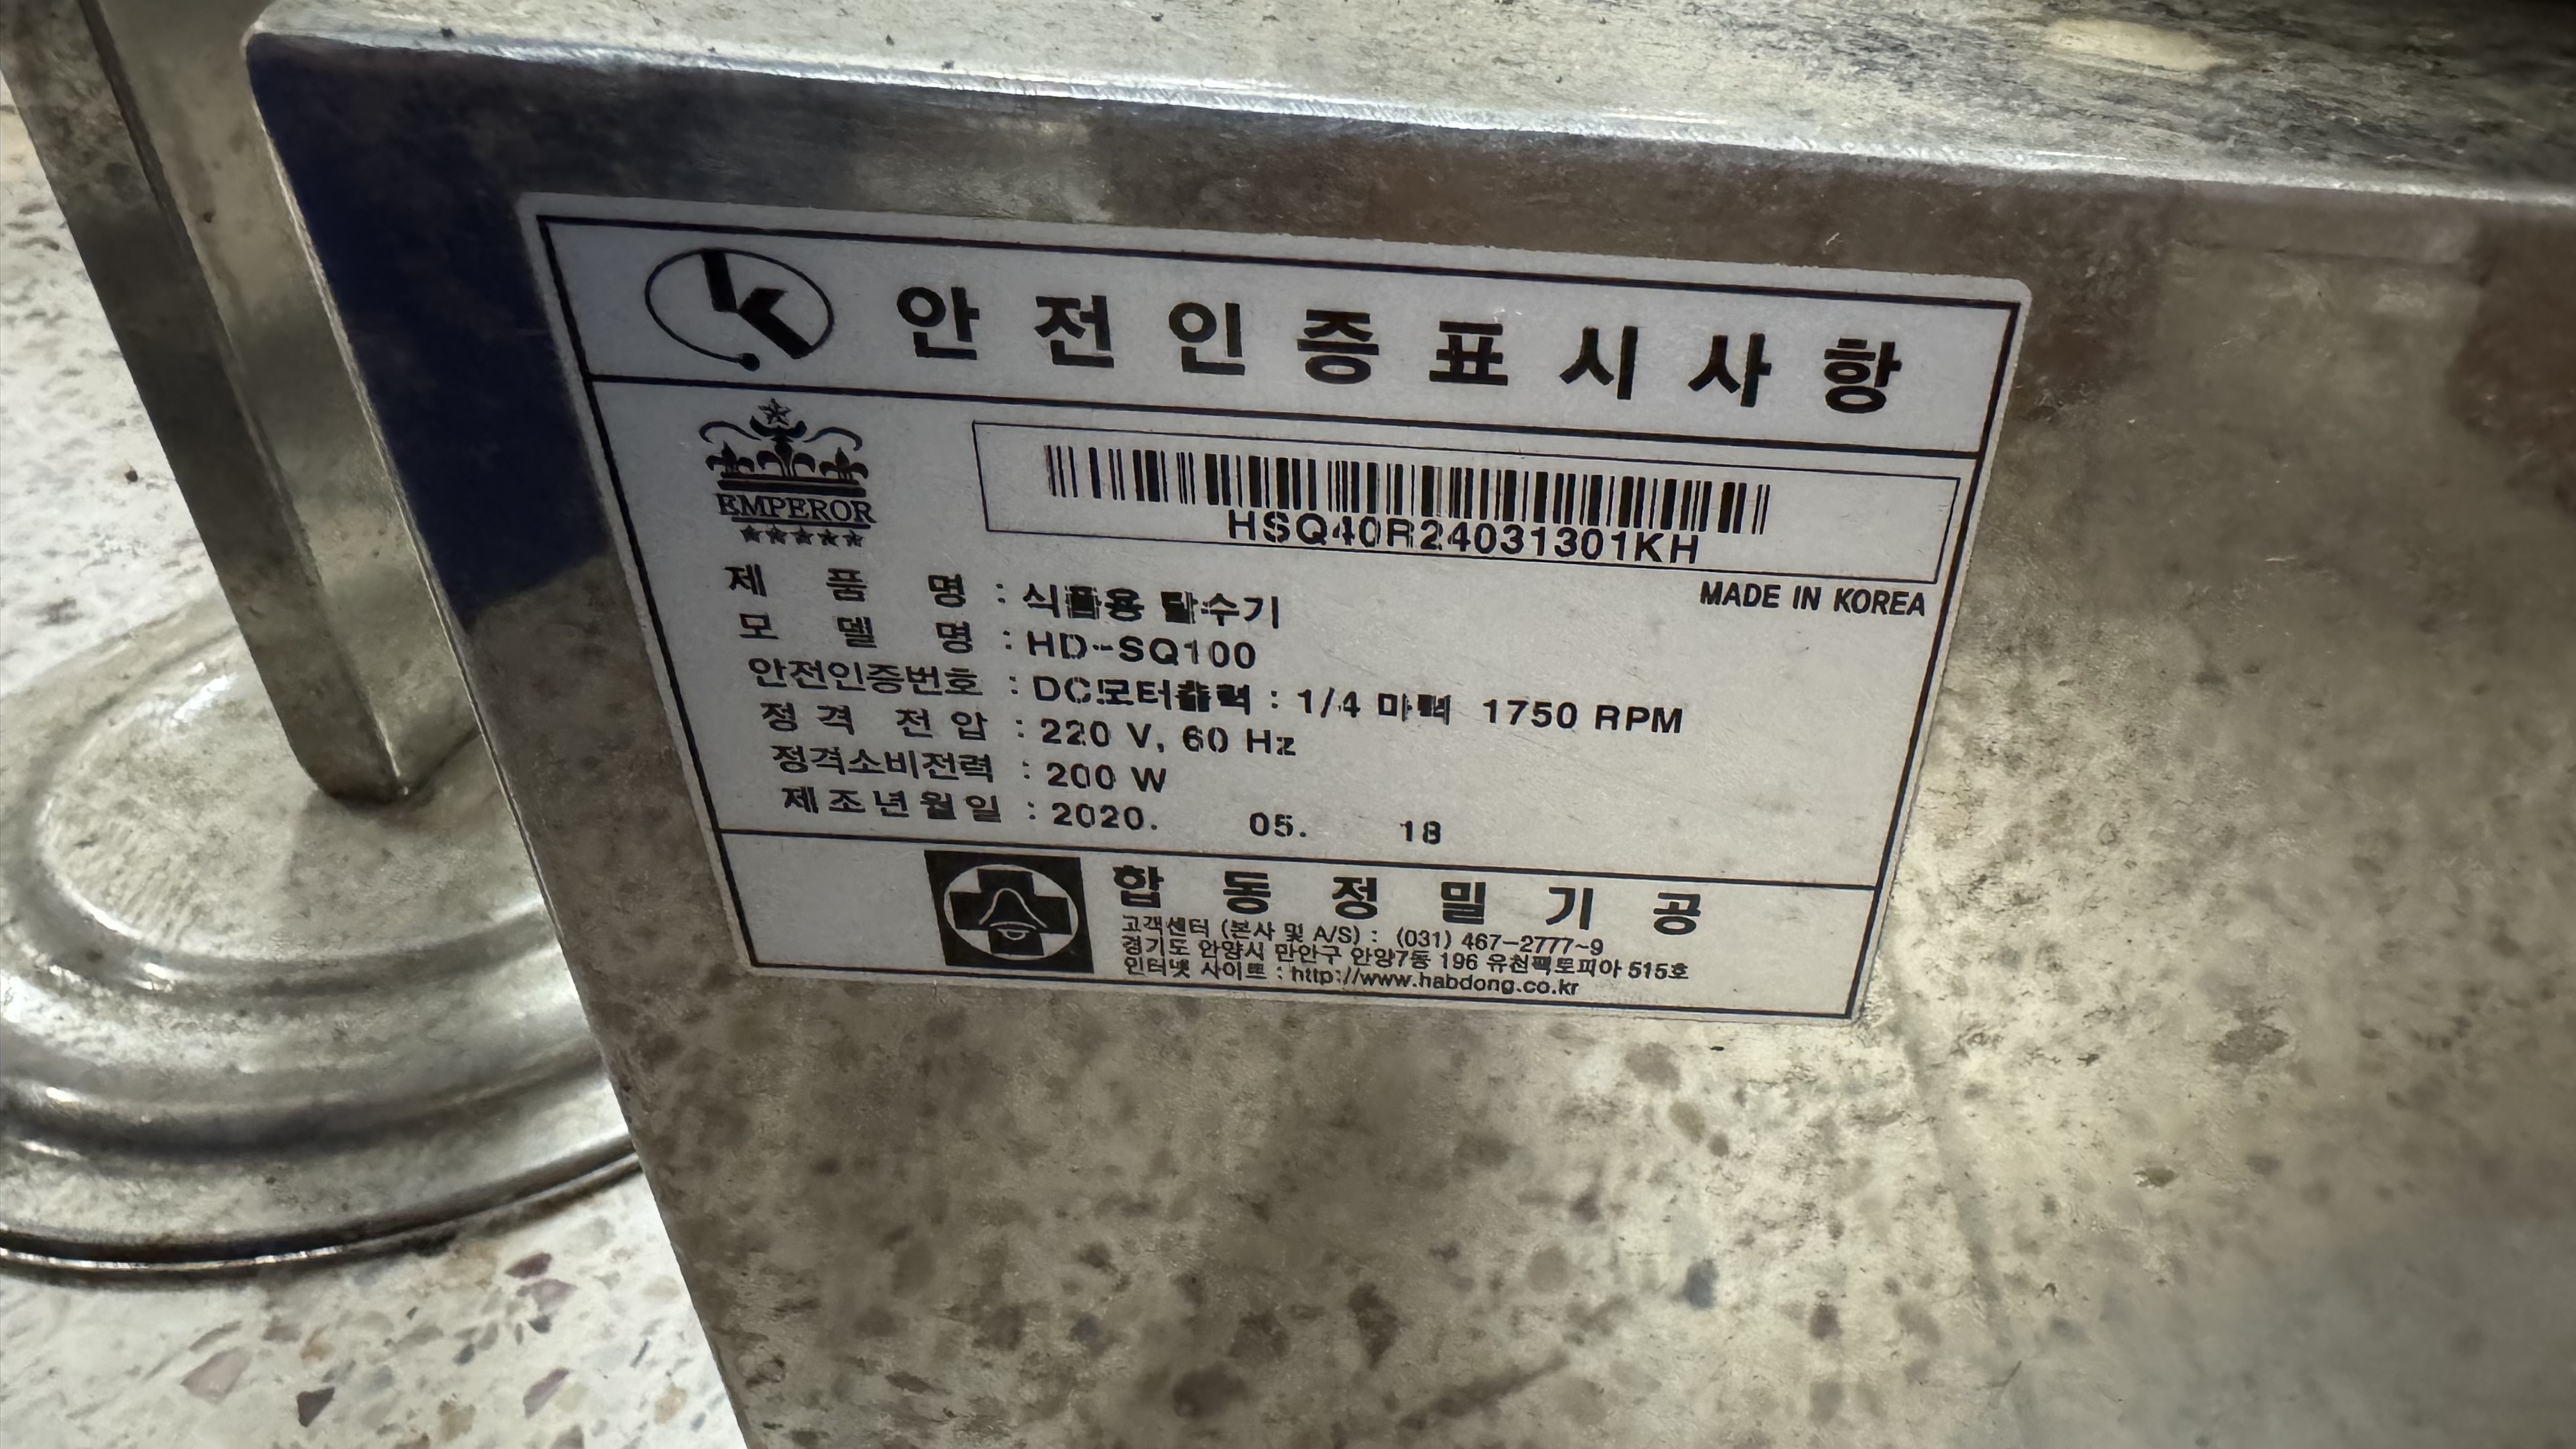 안전인증표시사항
EMPEROR
HSQ40R24031301KH
MADE IN KOREA
제 품 명 : 식품용 탈수기
모 델 명 : HD-SQ100
안전인증번호 : DC모터출력 : 1/4 마력 1750 RPM
정 격 전 압 : 220 V, 60 Hz
정격소비전력 : 200 W
제조년월일 : 2020. 05. 18
합동정밀기공
고객센터 (본사 및 A/S) : (031) 467-2777~9
경기도 안양시 만안구 안양7동 196 유천팩토피아 515호
인터넷 사이트 : http://www.habdong.co.kr